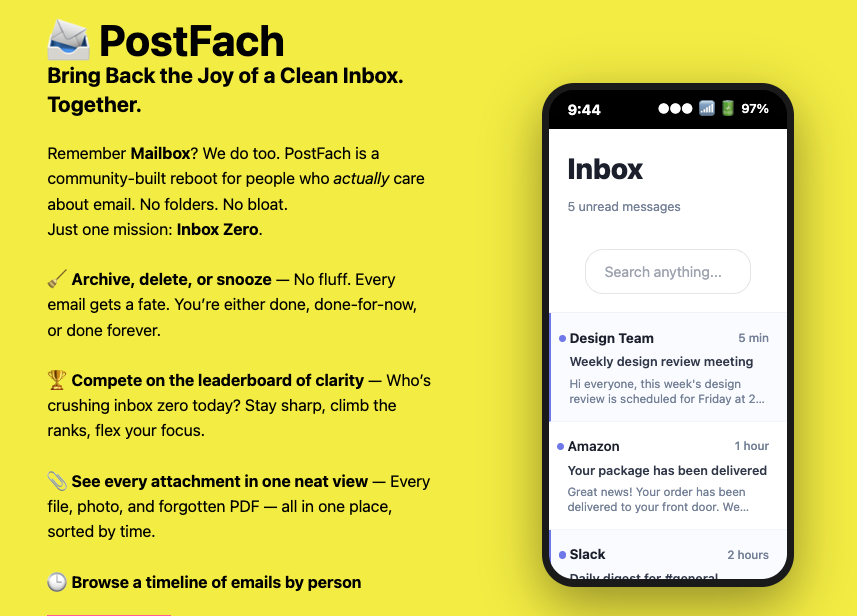 PostFach
Bring Back the Joy of a Clean Inbox.
Together.
Remember Mailbox? We do too. PostFach is a
community-built reboot for people who actually care
about email. No folders. No bloat.
Just one mission: Inbox Zero.
Archive, delete, or snooze — No fluff. Every
email gets a fate. You’re either done, done-for-now,
or done forever.
Compete on the leaderboard of clarity — Who’s
crushing inbox zero today? Stay sharp, climb the
ranks, flex your focus.
See every attachment in one neat view — Every
file, photo, and forgotten PDF — all in one place,
sorted by time.
Browse a timeline of emails by person
9:44
97%
Inbox
5 unread messages
Search anything...
Design Team
5 min
Weekly design review meeting
Hi everyone, this week's design
review is scheduled for Friday at 2...
Amazon
1 hour
Your package has been delivered
Great news! Your order has been
delivered to your front door. We...
Slack
2 hours
Daily digest for #general